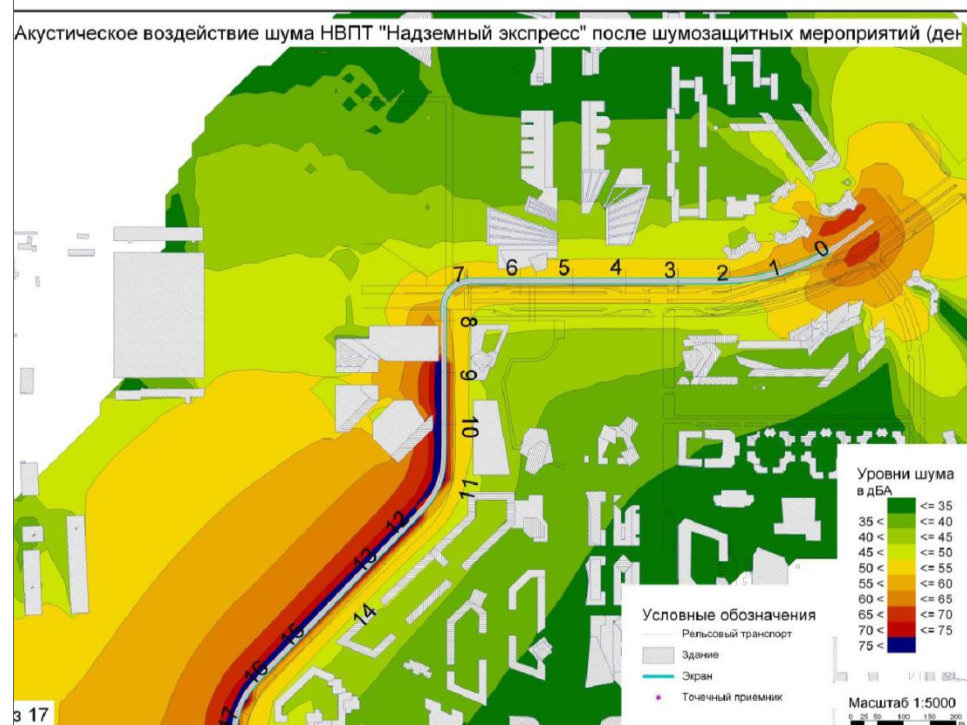 Акустическое воздействие шума НВПТ "Надземный экспресс" после шумозащитных мероприятий (ден
0
1
2
3
4
5
6
7
8
9
10
11
12
13
14
15
16
17
Уровни шума
в дБА
<= 35
35 < <= 40
40 < <= 45
45 < <= 50
50 < <= 55
55 < <= 60
60 < <= 65
65 < <= 70
70 < <= 75
75 <
Условные обозначения
Рельсовый транспорт
Здание
Экран
Точечный приемник
Масштаб 1:5000
0 25 50 100 150 200
з 17